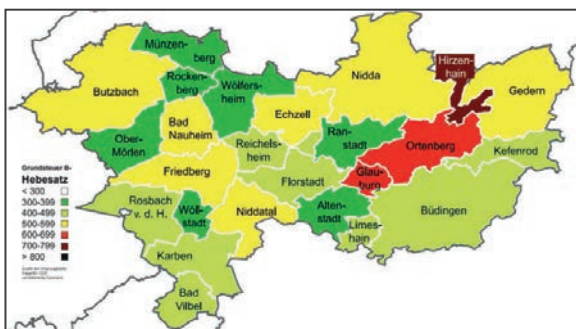 Münzen-
berg
Hirzen-
hain
Rocken-
berg
Wölfers-
heim
Nidda
Butzbach
Gedern
Echzell
Bad
Nauheim
Ober-
Mörlen
Ran-
stadt
Reichels-
heim
Ortenberg
Kefenrod
Grundsteuer B-
Hebesatz
< 300
300-399
400-499
500-599
600-699
700-799
> 800
Friedberg
Florstadt
Glau-
burg
Rosbach
v. d. H.
Wöll-
stadt
Niddatal
Alten-
stadt
Büdingen
Limes-
hain
Karben
Bad
Vilbel